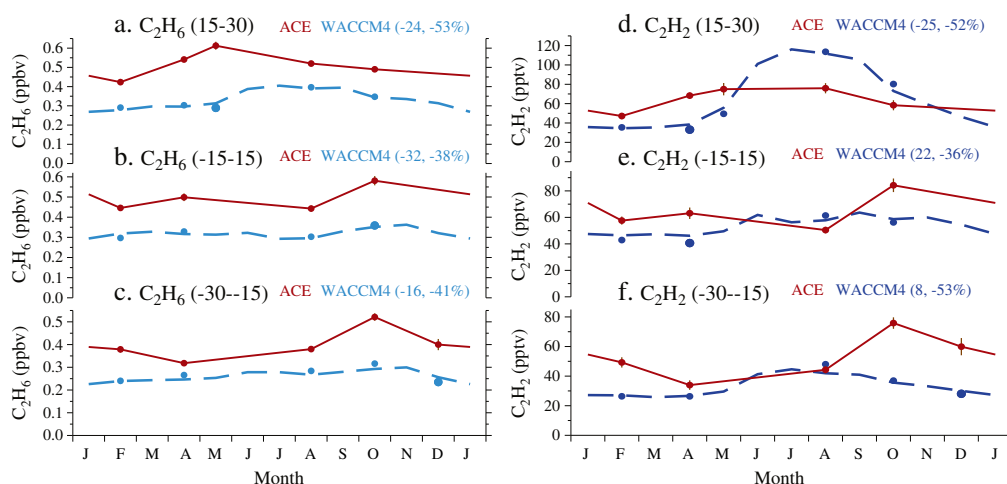 a. C₂H₆ (15-30) ACE WACCM4 (-24, -53%)
C₂H₆ (ppbv)
0.6
0.5
0.4
0.3
0.2
0.1
0.0
b. C₂H₆ (-15-15) ACE WACCM4 (-32, -38%)
C₂H₆ (ppbv)
0.6
0.5
0.4
0.3
0.2
0.1
0.0
c. C₂H₆ (-30--15) ACE WACCM4 (-16, -41%)
C₂H₆ (ppbv)
0.5
0.4
0.3
0.2
0.1
0.0
J F M A M J J A S O N D J
Month
d. C₂H₂ (15-30) ACE WACCM4 (-25, -52%)
C₂H₂ (pptv)
120
100
80
60
40
20
0
e. C₂H₂ (-15-15) ACE WACCM4 (22, -36%)
C₂H₂ (pptv)
80
60
40
20
0
f. C₂H₂ (-30--15) ACE WACCM4 (8, -53%)
C₂H₂ (pptv)
80
60
40
20
0
J F M A M J J A S O N D J
Month